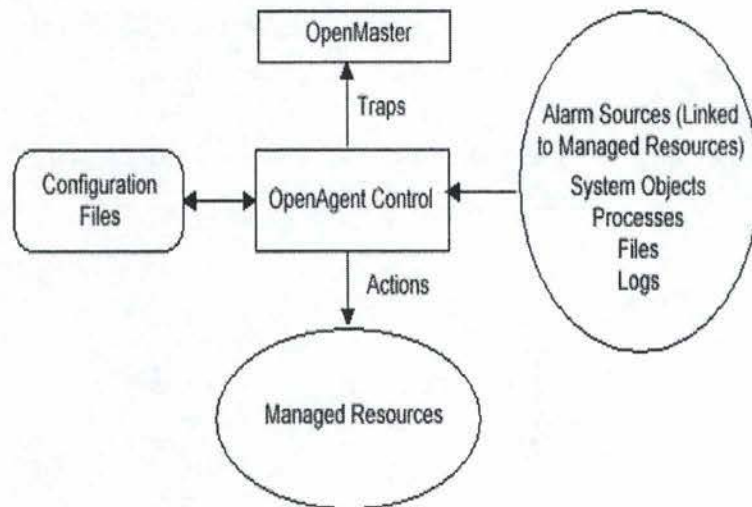 OpenMaster
Traps
Alarm Sources (Linked
to Managed Resources)
System Objects
Processes
Files
Logs
Configuration
Files
OpenAgent Control
Actions
Managed Resources